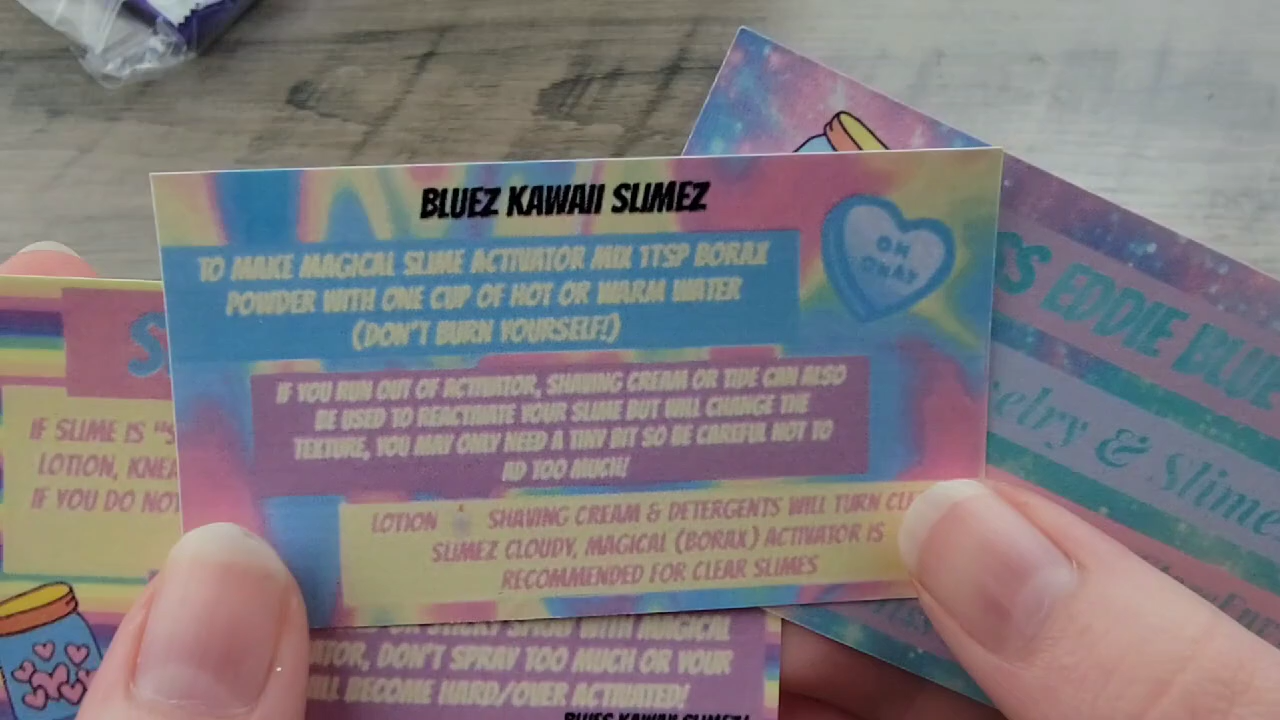 BLUEZ KAWAII SLIMEZ
TO MAKE MAGICAL SLIME ACTIVATOR MIX 1TSP BORAX
POWDER WITH ONE CUP OF HOT OR WARM WATER
(DON'T BURN YOURSELF!)
OH
OKAY
IF YOU RUN OUT OF ACTIVATOR, SHAVING CREAM OR TIDE CAN ALSO
BE USED TO REACTIVATE YOUR SLIME BUT WILL CHANGE THE
TEXTURE, YOU MAY ONLY NEED A TINY BIT SO BE CAREFUL NOT TO
AD TOO MUCH!
LOTION SHAVING CREAM & DETERGENTS WILL TURN
SLIMEZ CLOUDY, MAGICAL (BORAX) ACTIVATOR IS
RECOMMENDED FOR CLEAR SLIMES
IF SLIME IS
LOTION,
IF YOU DO NOT
WITH MAGICAL
DON'T SPRAY TOO MUCH OR YOUR
BECOME HARD/OVER ACTIVATED!
EDDIE BLUE
& Slime